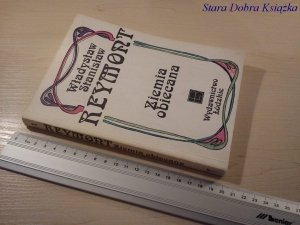 Stara Dobra Książka
Władysław
Stanisław
REYMONT
Ziemia
obiecana
Wydawnictwo
Łódzkie
REYMONT Ziemia obiecana